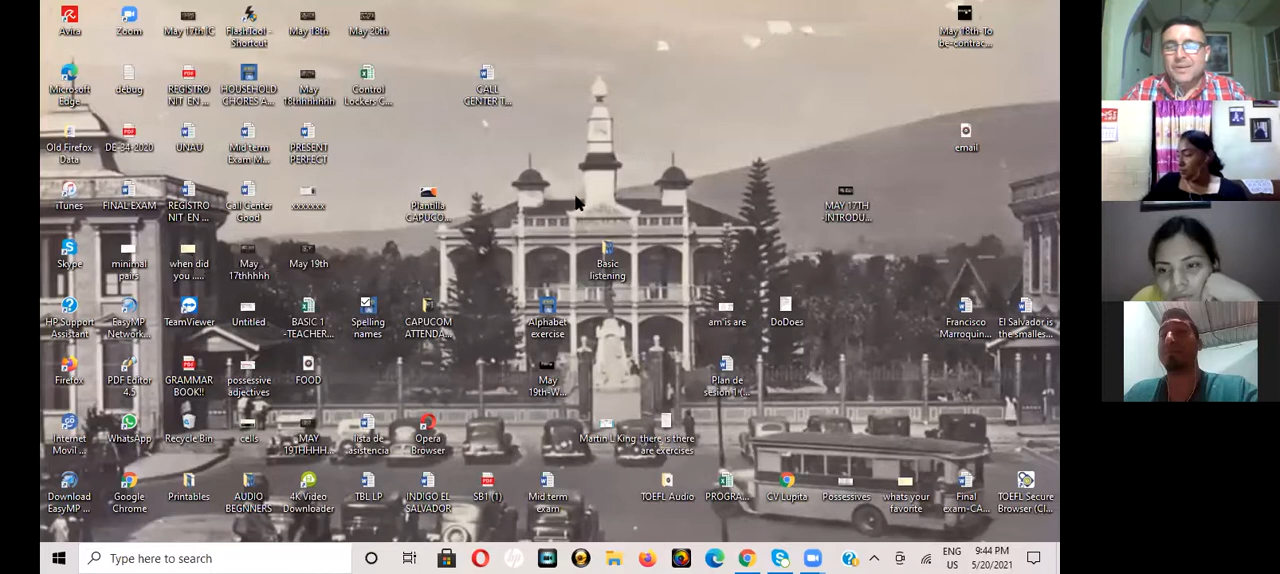 Avira
Zoom
May 17th IC
FlashTool -
Shortcut
May 18th
May 20th
May 18th-To
be-contrac...
Microsoft
Edge
debug
REGISTRO
NIT EN ...
HOUSEHOLD
CHORES A...
May
18thhhhhhh
Control
Lockers C...
CALL
CENTER T...
Old Firefox
Data
DE-34-2020
UNAU
Mid term
Exam M...
PRESENT
PERFECT
email
iTunes
FINAL EXAM
REGISTRO
NIT EN ...
Call Center
Good
xxxxxxx
Plantilla
CAPUCO...
MAY 17TH
-INTRODU...
Skype
minimal
pairs
when did
you .....
May
17thhhhh
May 19th
Basic
listening
HP Support
Assistant
EasyMP
Network...
TeamViewer
Untitled
BASIC 1
-TEACHER...
Spelling
names
CAPUCOM
ATTENDA...
Alphabet
exercise
am is are
DoDoes
Francisco
Marroquin...
El Salvador is
the smalles...
Firefox
PDF Editor
4.5
GRAMMAR
BOOK!!
possessive
adjectives
FOOD
May
19th-W...
Plan de
sesion 1 (...
Internet
Movil ...
WhatsApp
Recycle Bin
cells
MAY
19THHHH...
lista de
asistencia
Opera
Browser
Martin L King
there is there
are exercises
Download
EasyMP ...
Google
Chrome
Printables
AUDIO
BEGNNERS
4K Video
Downloader
TBL LP
INDIGO EL
SALVADOR
SB1 (1)
Mid term
exam
TOEFL Audio
PROGRA...
CV Lupita
Possessives
whats your
favorite
Final
exam-CA...
TOEFL Secure
Browser (Cl...
Type here to search
ENG
US
9:44 PM
5/20/2021